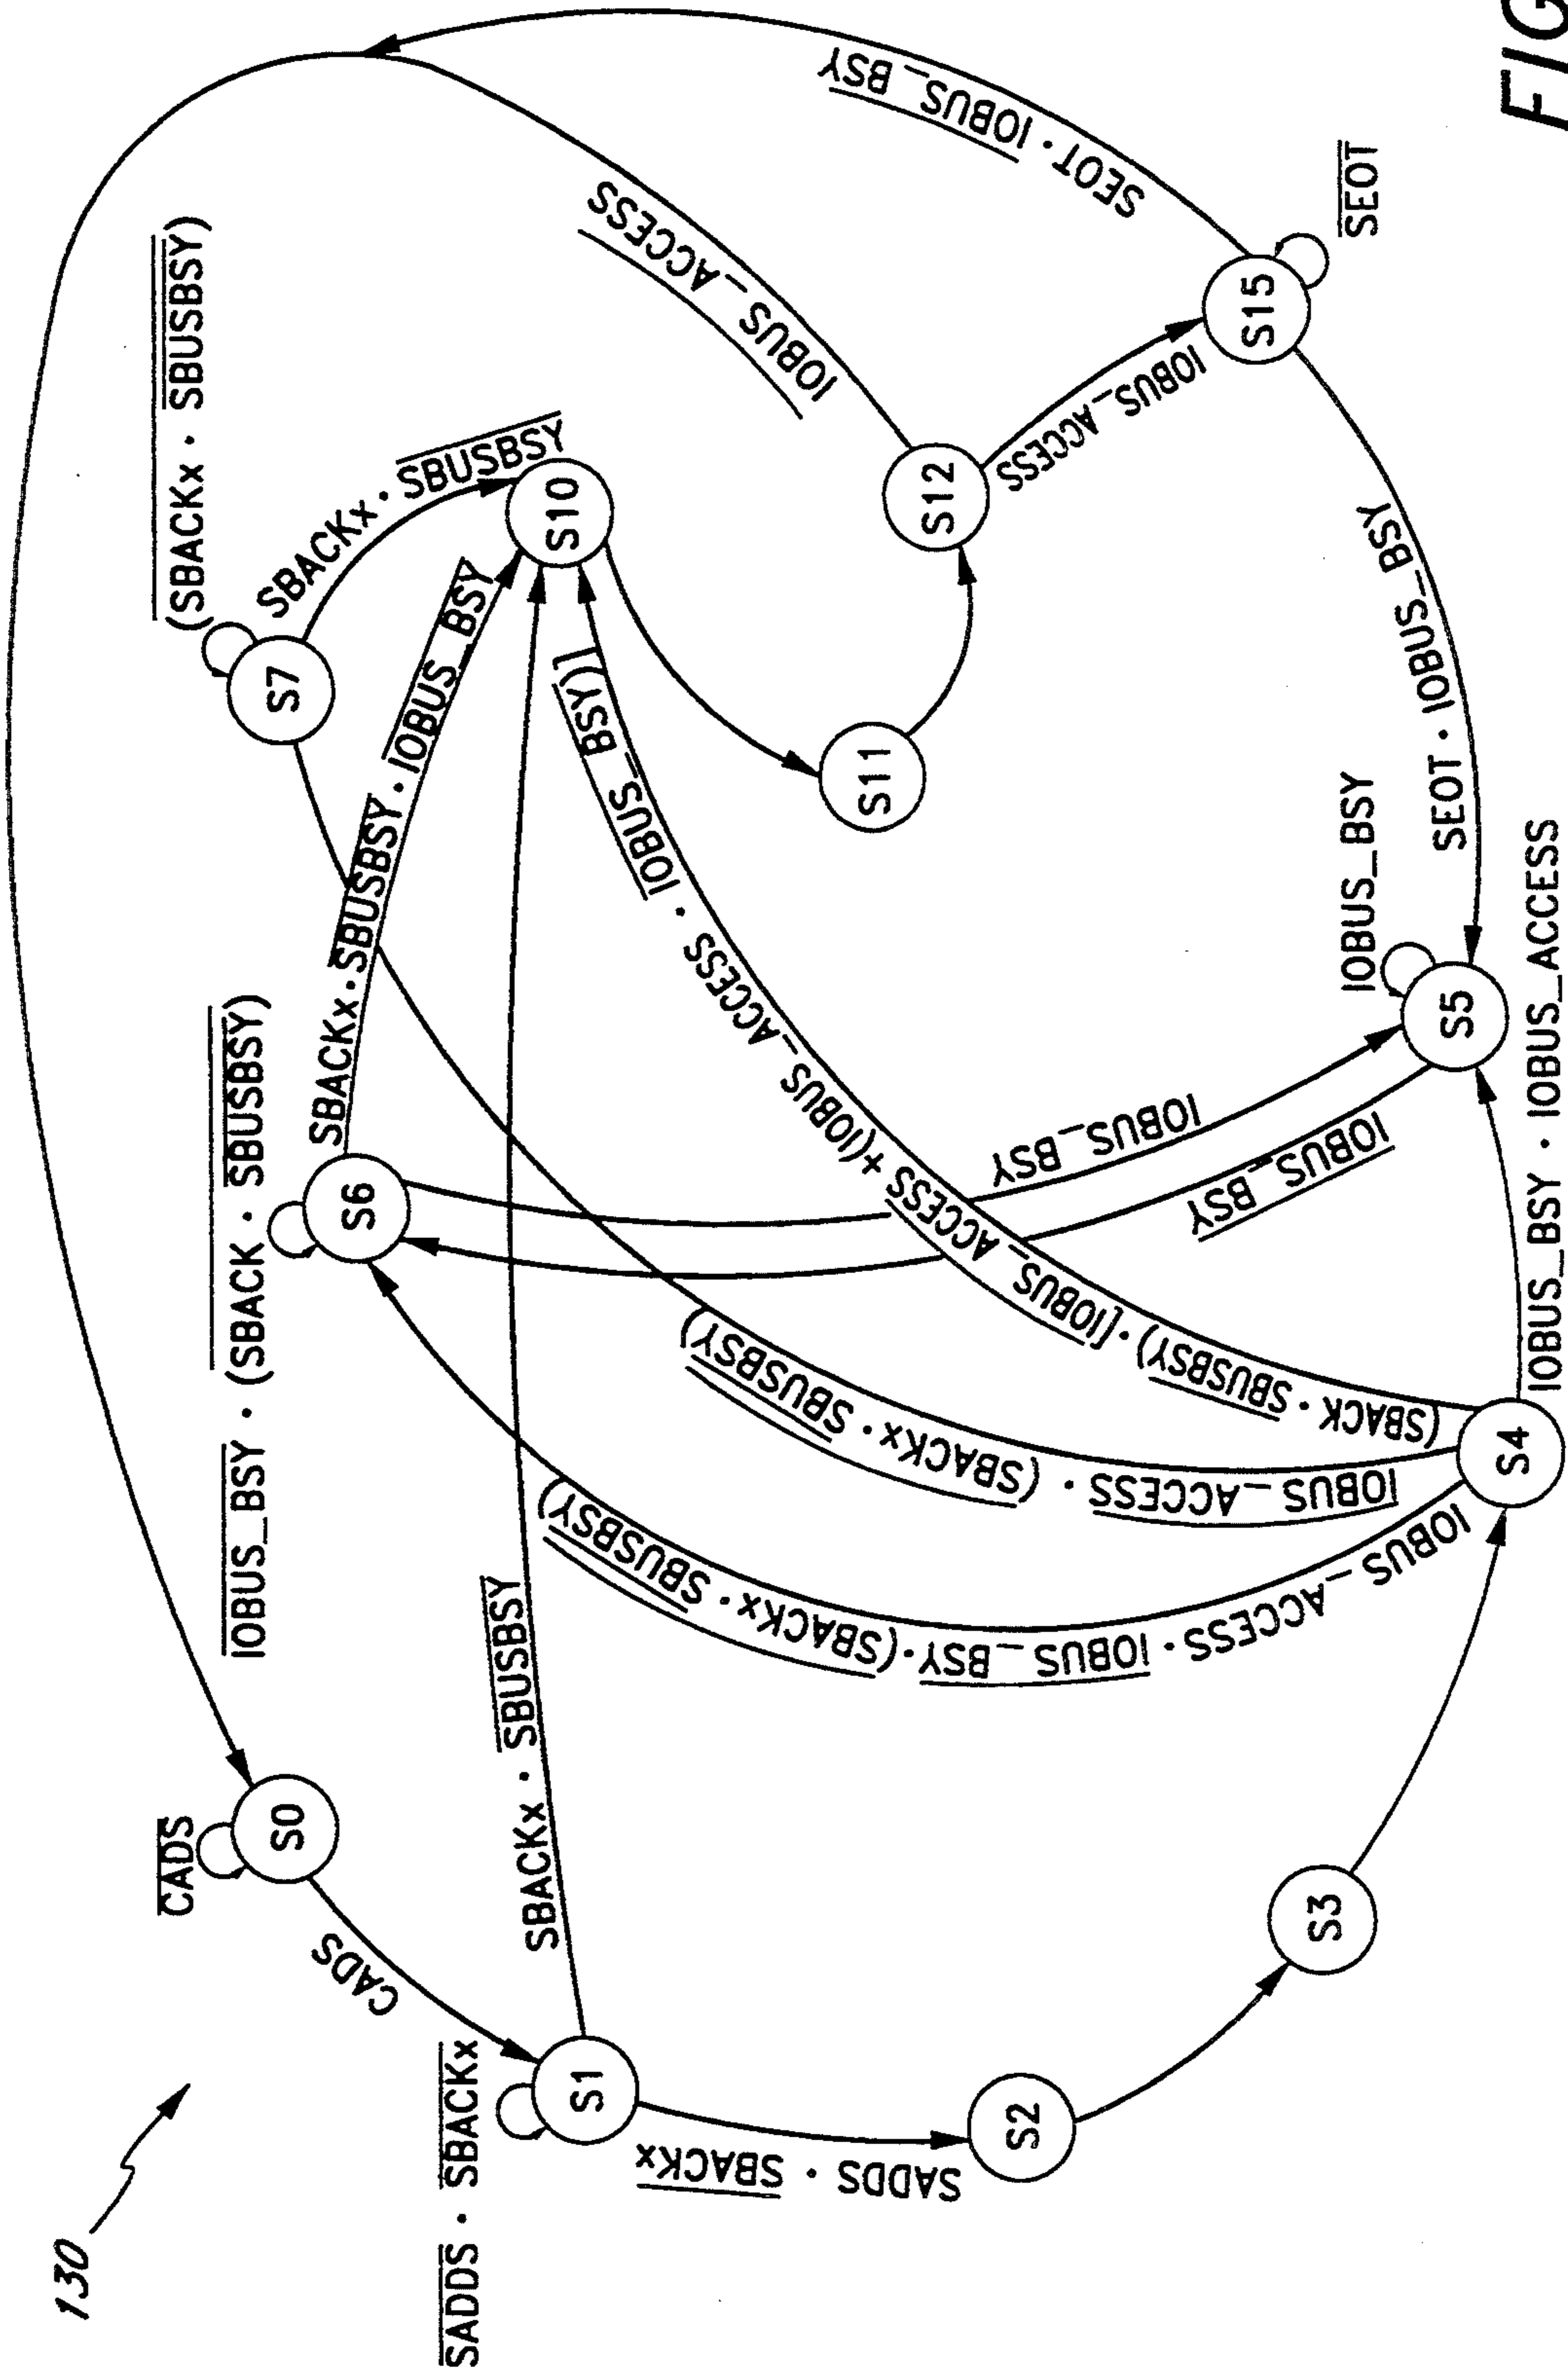 130
CADS
S0
CADS
SADDS · SBACKx
S1
SBACKx · SBUSBSY
SADDS · SBACKx
S2
S3
S4
IOBUS_BSY · (SBACK · SBUSBSY)
S6
SBACKx · SBUSBSY · IOBUS_BSY
(SBACKx · SBUSBSY)
S7
SBACKx · SBUSBSY
S10
S11
S12
IOBUS_ACCESS
IOBUS_ACCESS
SEOT · IOBUS_BSY
S15
SEOT
SEOT · IOBUS_BSY
IOBUS_BSY
S5
IOBUS_BSY
IOBUS_BSY
IOBUS_ACCESS · IOBUS_BSY · (SBACKx · SBUSBSY)
IOBUS_ACCESS · (SBACKx · SBUSBSY)
(SBACK · SBUSBSY) · [IOBUS_ACCESS + (IOBUS_ACCESS · IOBUS_BSY)]
IOBUS_BSY · IOBUS_ACCESS
FIG